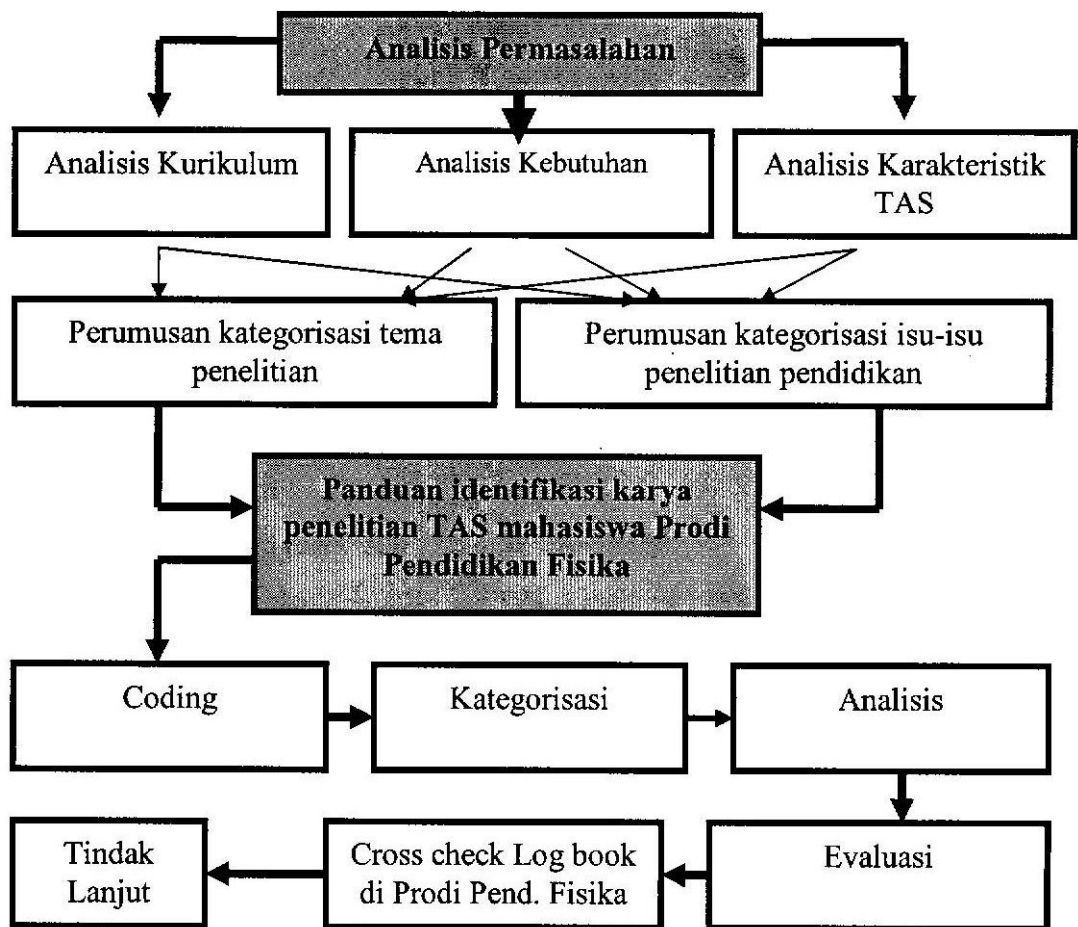 Analisis Permasalahan
Analisis Kurikulum
Analisis Kebutuhan
Analisis Karakteristik
TAS
Perumusan kategorisasi tema
penelitian
Perumusan kategorisasi isu-isu
penelitian pendidikan
Panduan identifikasi karya
penelitian TAS mahasiswa Prodi
Pendidikan Fisika
Coding
Kategorisasi
Analisis
Tindak
Lanjut
Cross check Log book
di Prodi Pend. Fisika
Evaluasi